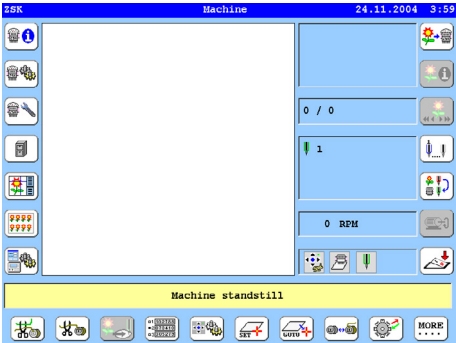 ZSK Machine 24.11.2004 3:59
0 / 0
1
0 RPM
Machine standstill
SET
GOTO
MORE
....